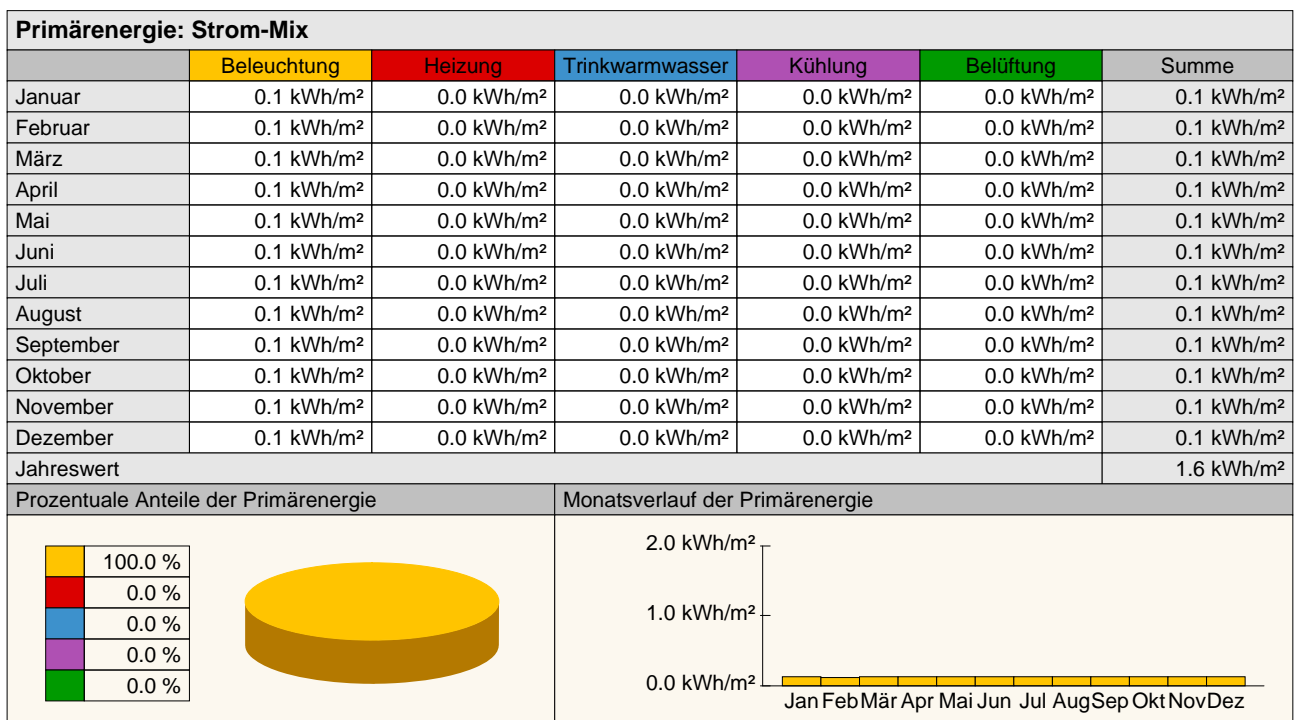 Primärenergie: Strom-Mix
Beleuchtung Heizung Trinkwarmwasser Kühlung Belüftung Summe
Januar 0.1 kWh/m² 0.0 kWh/m² 0.0 kWh/m² 0.0 kWh/m² 0.0 kWh/m² 0.1 kWh/m²
Februar 0.1 kWh/m² 0.0 kWh/m² 0.0 kWh/m² 0.0 kWh/m² 0.0 kWh/m² 0.1 kWh/m²
März 0.1 kWh/m² 0.0 kWh/m² 0.0 kWh/m² 0.0 kWh/m² 0.0 kWh/m² 0.1 kWh/m²
April 0.1 kWh/m² 0.0 kWh/m² 0.0 kWh/m² 0.0 kWh/m² 0.0 kWh/m² 0.1 kWh/m²
Mai 0.1 kWh/m² 0.0 kWh/m² 0.0 kWh/m² 0.0 kWh/m² 0.0 kWh/m² 0.1 kWh/m²
Juni 0.1 kWh/m² 0.0 kWh/m² 0.0 kWh/m² 0.0 kWh/m² 0.0 kWh/m² 0.1 kWh/m²
Juli 0.1 kWh/m² 0.0 kWh/m² 0.0 kWh/m² 0.0 kWh/m² 0.0 kWh/m² 0.1 kWh/m²
August 0.1 kWh/m² 0.0 kWh/m² 0.0 kWh/m² 0.0 kWh/m² 0.0 kWh/m² 0.1 kWh/m²
September 0.1 kWh/m² 0.0 kWh/m² 0.0 kWh/m² 0.0 kWh/m² 0.0 kWh/m² 0.1 kWh/m²
Oktober 0.1 kWh/m² 0.0 kWh/m² 0.0 kWh/m² 0.0 kWh/m² 0.0 kWh/m² 0.1 kWh/m²
November 0.1 kWh/m² 0.0 kWh/m² 0.0 kWh/m² 0.0 kWh/m² 0.0 kWh/m² 0.1 kWh/m²
Dezember 0.1 kWh/m² 0.0 kWh/m² 0.0 kWh/m² 0.0 kWh/m² 0.0 kWh/m² 0.1 kWh/m²
Jahreswert 1.6 kWh/m²
Prozentuale Anteile der Primärenergie
100.0 %
0.0 %
0.0 %
0.0 %
0.0 %
Monatsverlauf der Primärenergie
2.0 kWh/m²
1.0 kWh/m²
0.0 kWh/m²
Jan Feb Mär Apr Mai Jun Jul Aug Sep Okt Nov Dez